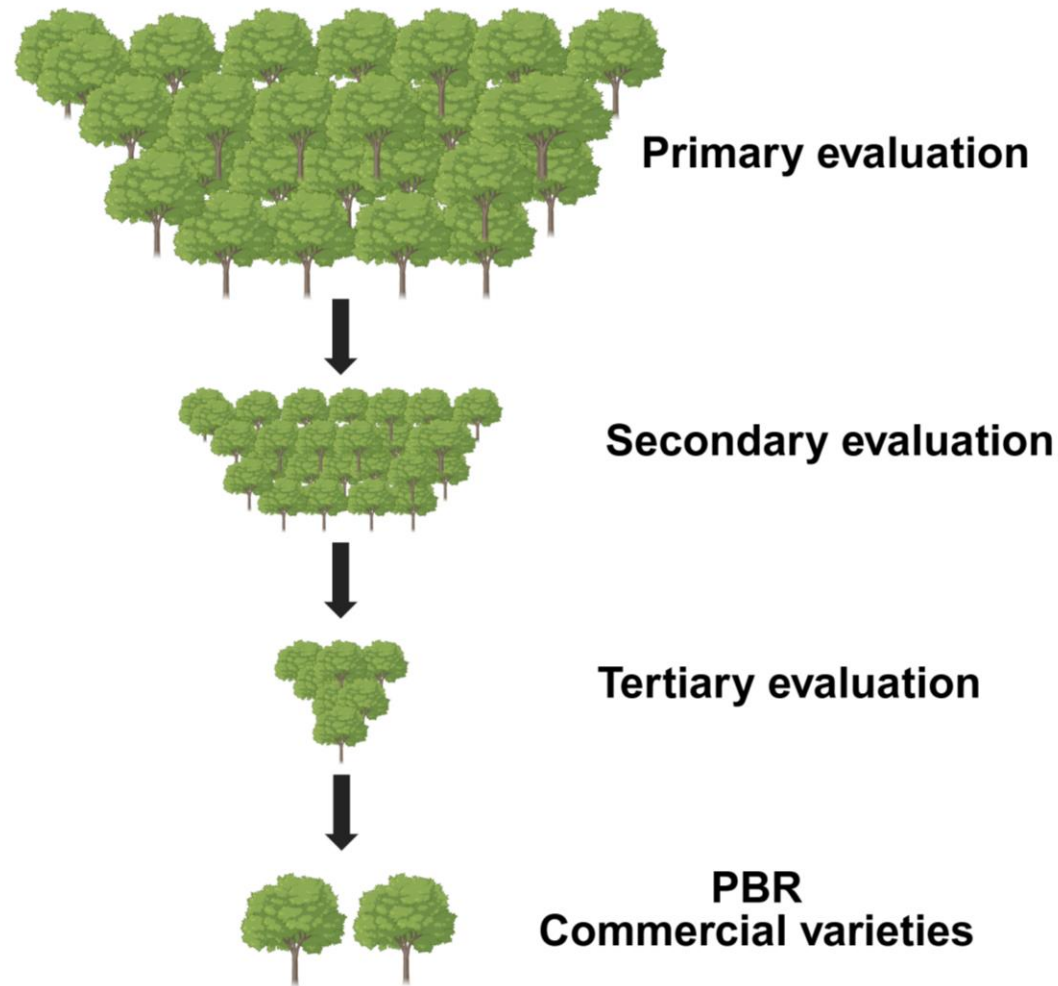 Primary evaluation
Secondary evaluation
Tertiary evaluation
PBR
Commercial varieties